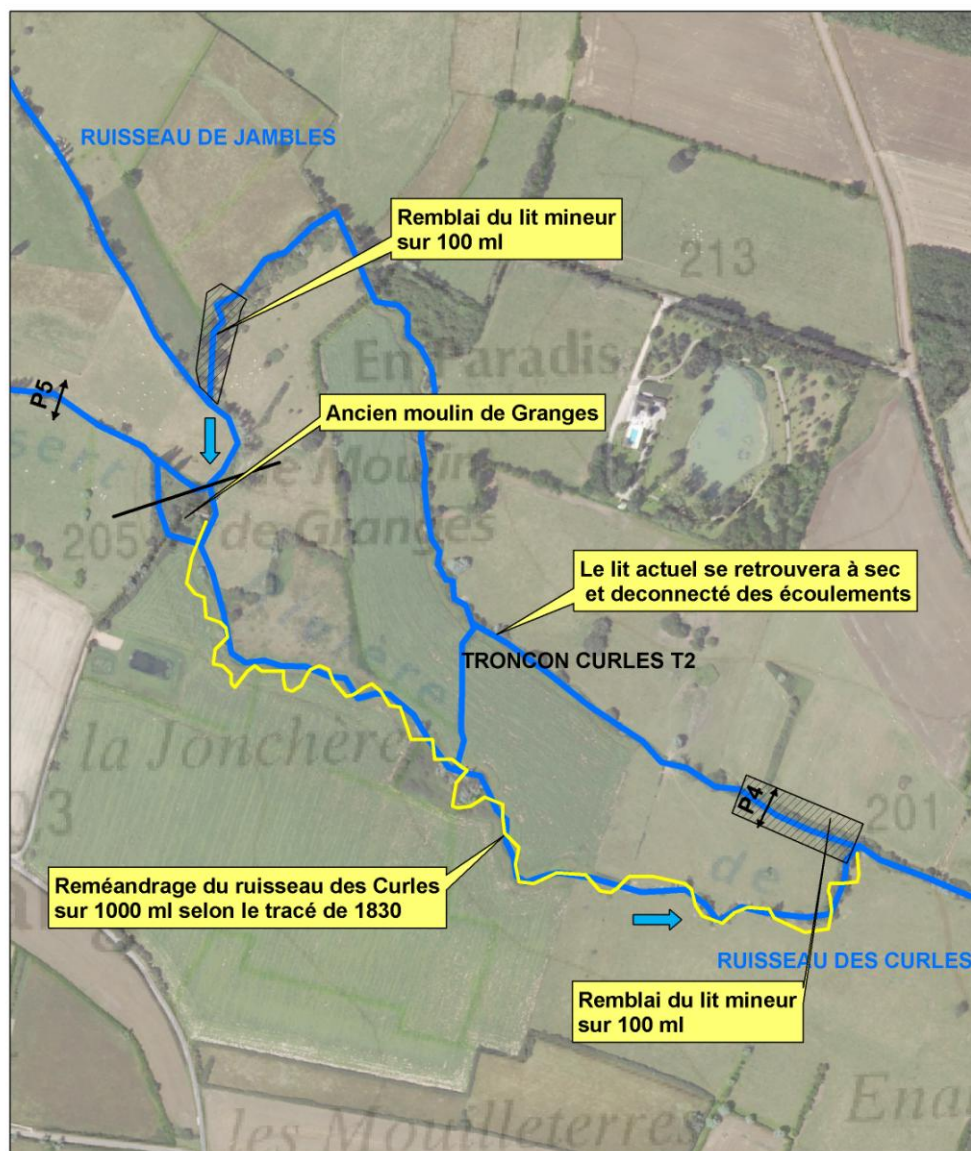 RUISSEAU DE JAMBLES
Remblai du lit mineur
sur 100 ml
213
En Paradis
P5
Ancien moulin de Granges
Moulin
205
de Granges
Le lit actuel se retrouvera à sec
et deconnecté des écoulements
TRONCON CURLES T2
la Jonchère
P4
201
de
Reméandrage du ruisseau des Curles
sur 1000 ml selon le tracé de 1830
RUISSEAU DES CURLES
Remblai du lit mineur
sur 100 ml
les Mouilleterres